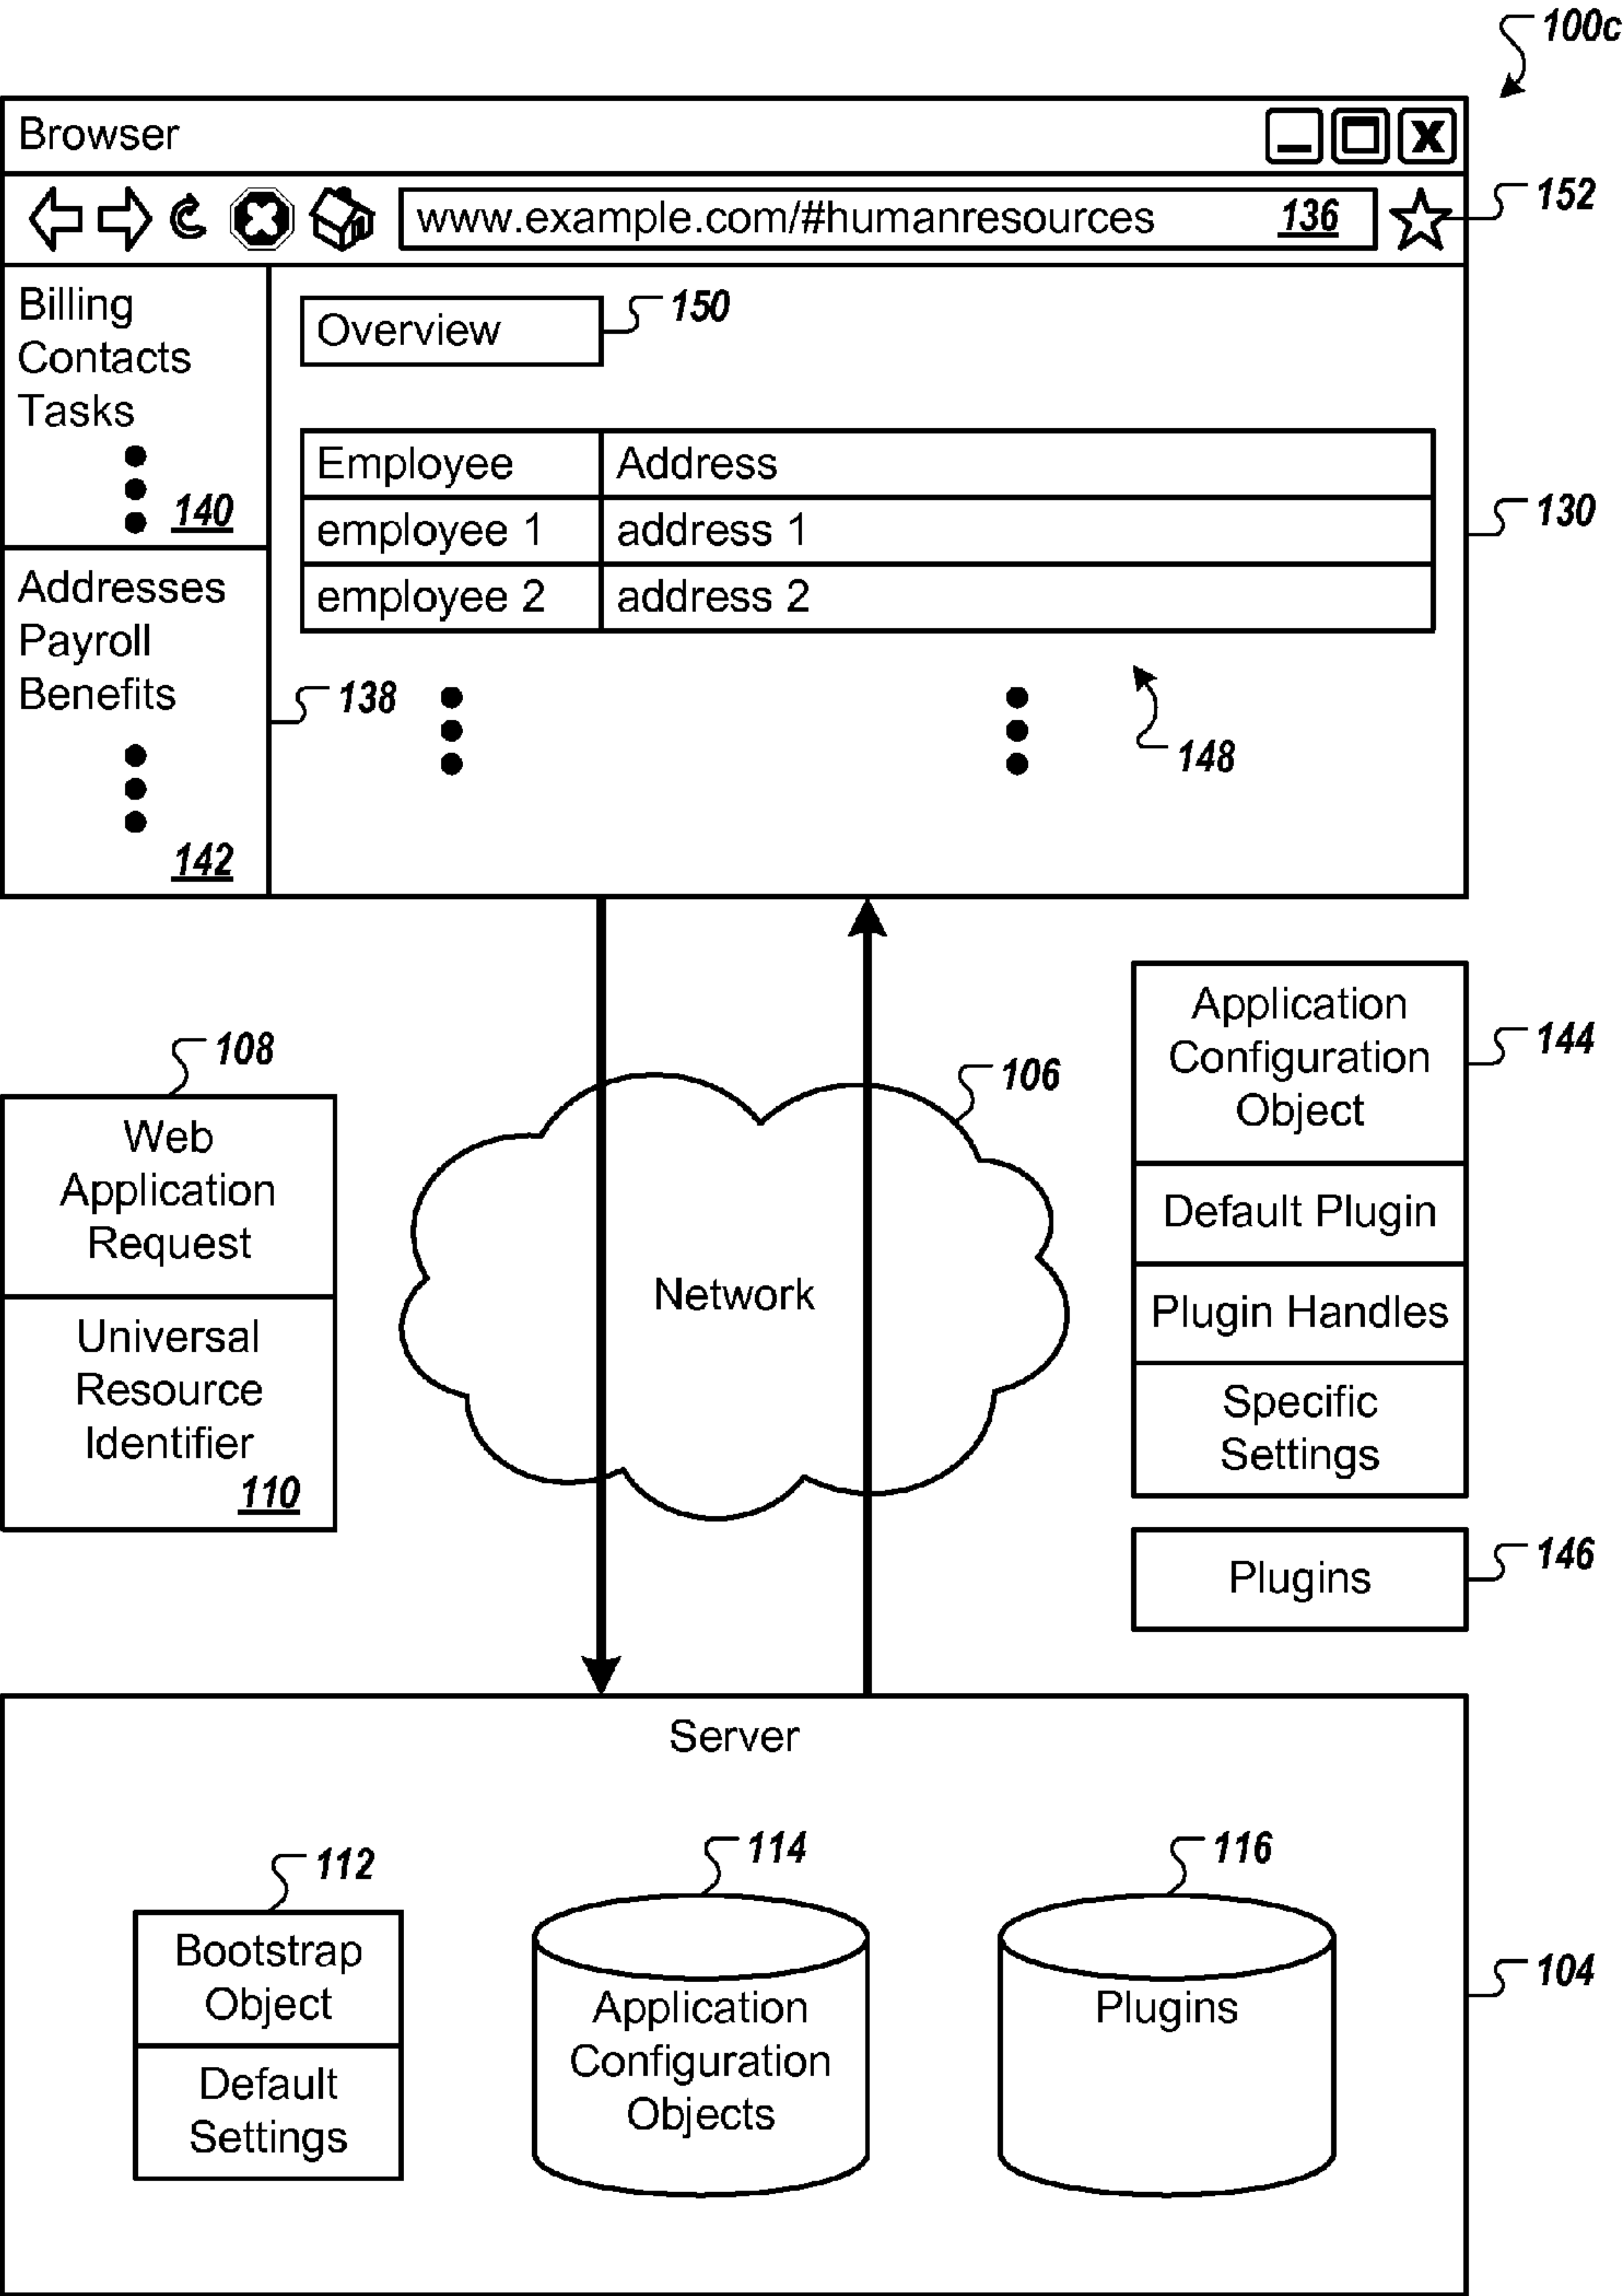 100c
Browser
X
www.example.com/#humanresources 136
152
Billing
Contacts
Tasks
140
Overview
150
Employee Address
employee 1 address 1
employee 2 address 2
130
Addresses
Payroll
Benefits
142
138
148
108
Web
Application
Request
Universal
Resource
Identifier
110
106
Network
Application
Configuration
Object
144
Default Plugin
Plugin Handles
Specific
Settings
Plugins
146
Server
112
Bootstrap
Object
Default
Settings
114
Application
Configuration
Objects
116
Plugins
104